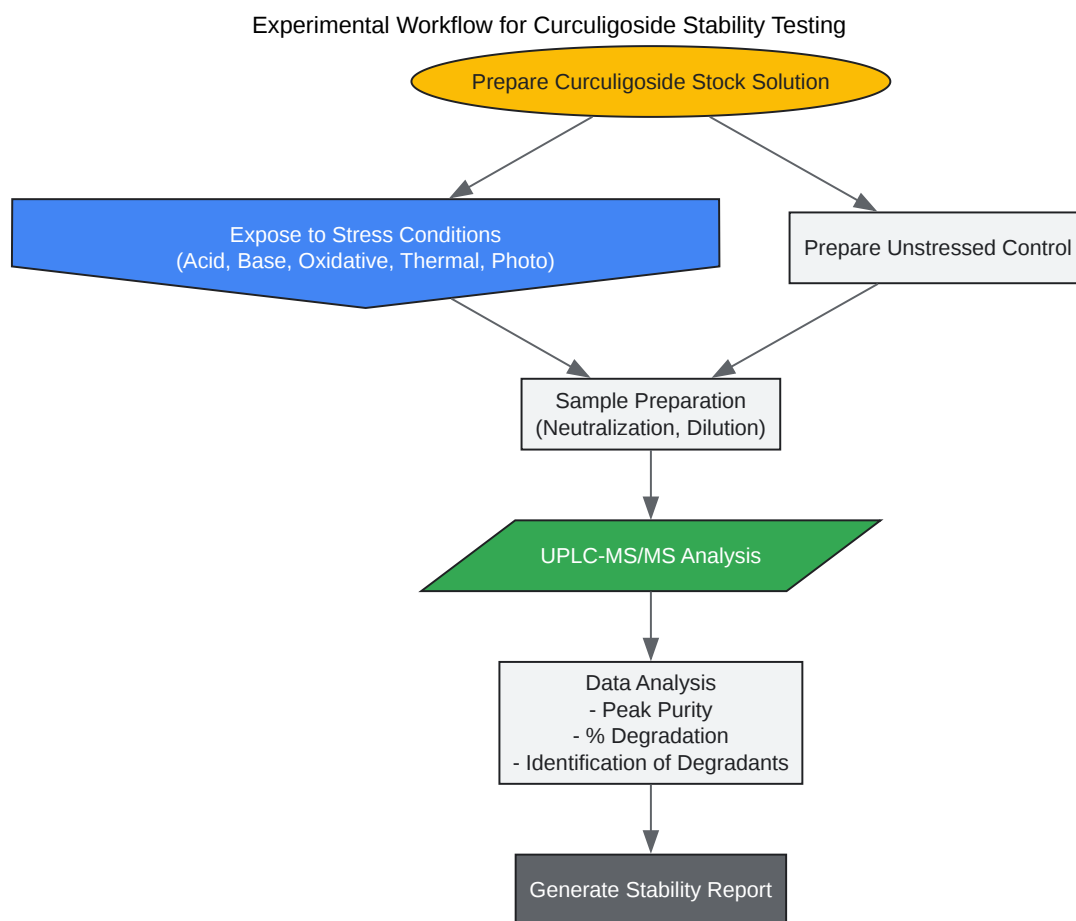 Experimental Workflow for Curculigoside Stability Testing
Prepare Curculigoside Stock Solution
Expose to Stress Conditions
(Acid, Base, Oxidative, Thermal, Photo)
Prepare Unstressed Control
Sample Preparation
(Neutralization, Dilution)
UPLC-MS/MS Analysis
Data Analysis
- Peak Purity
- % Degradation
- Identification of Degradants
Generate Stability Report